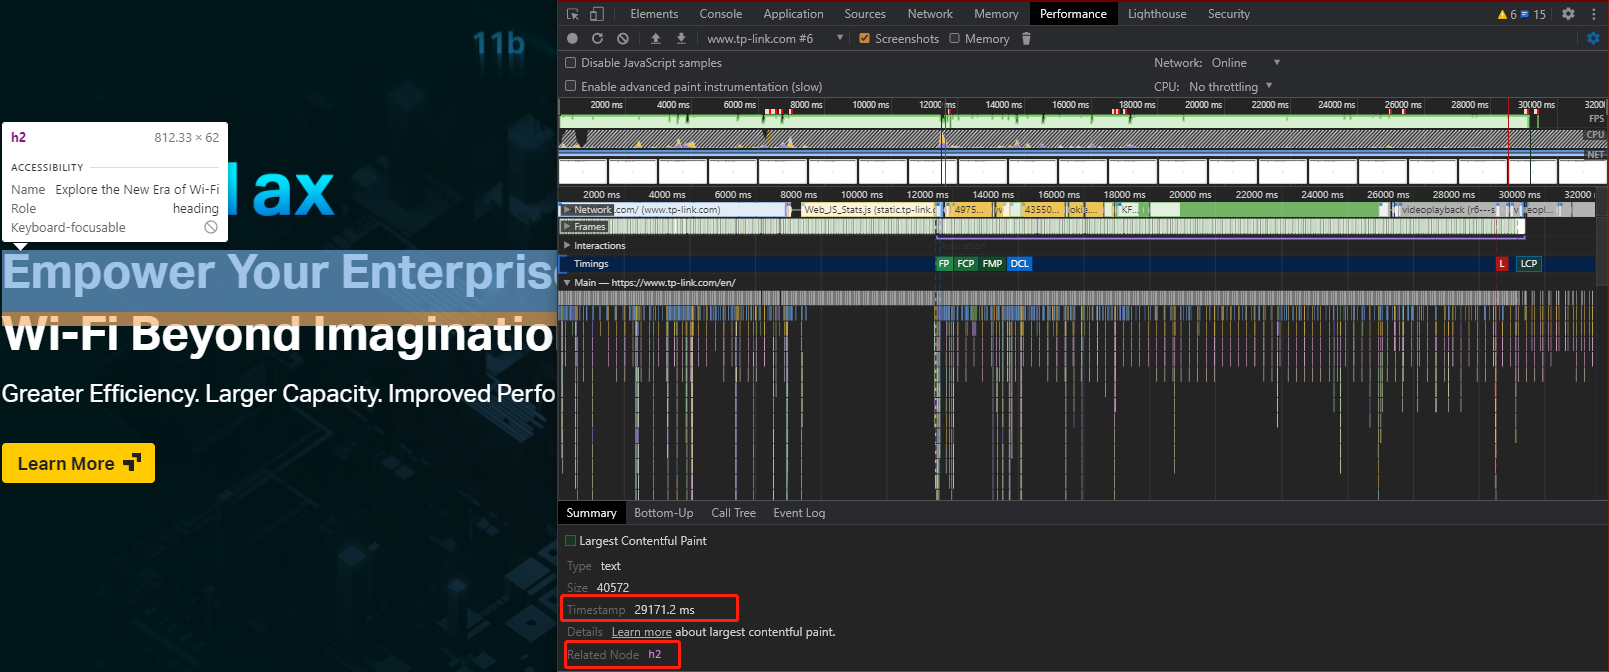 11b
h2 812.33 × 62
ACCESSIBILITY
Name Explore the New Era of Wi-Fi
Role heading
Keyboard-focusable
ax
Empower Your Enterprise
Wi-Fi Beyond Imaginatio
Greater Efficiency. Larger Capacity. Improved Perfo
Learn More
Elements Console Application Sources Network Memory Performance Lighthouse Security 6 15
www.tp-link.com #6 Screenshots Memory
Disable JavaScript samples Network: Online
Enable advanced paint instrumentation (slow) CPU: No throttling
2000 ms 4000 ms 6000 ms 8000 ms 10000 ms 12000 ms 14000 ms 16000 ms 18000 ms 20000 ms 22000 ms 24000 ms 26000 ms 28000 ms 30000 ms 32000
FPS
CPU
NET
2000 ms 4000 ms 6000 ms 8000 ms 10000 ms 12000 ms 14000 ms 16000 ms 18000 ms 20000 ms 22000 ms 24000 ms 26000 ms 28000 ms 30000 ms 32000
Network .com/ (www.tp-link.com) Web_JS_Stats.js (static.tp-link.c 4975... 43550... okie... KF... videoplayback (r6---s eopl...
Frames
Interactions
Timings FP FCP FMP DCL L LCP
Main — https://www.tp-link.com/en/
Summary Bottom-Up Call Tree Event Log
Largest Contentful Paint
Type text
Size 40572
Timestamp 29171.2 ms
Details Learn more about largest contentful paint.
Related Node h2